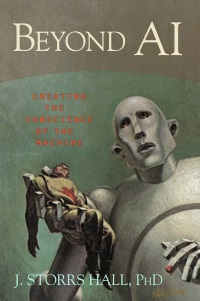 BEYOND AI
CREATING
THE
CONSCIENCE
OF THE
MACHINE
J. STORRS HALL, PHD